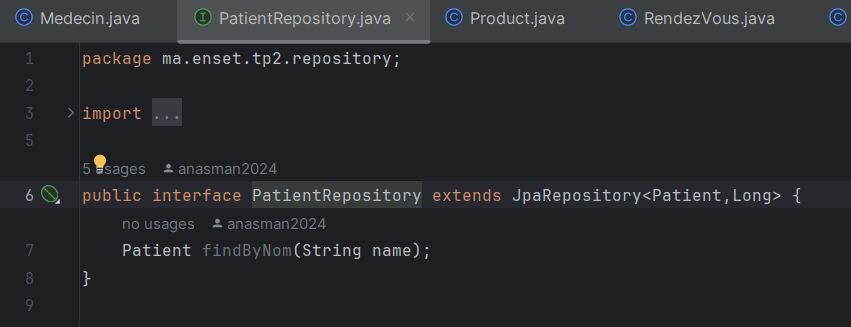 Medecin.java PatientRepository.java Product.java RendezVous.java
1 package ma.enset.tp2.repository;
2
3 import ...
5
5 usages anasman2024
6 public interface PatientRepository extends JpaRepository<Patient,Long> {
no usages anasman2024
7 Patient findByNom(String name);
8 }
9